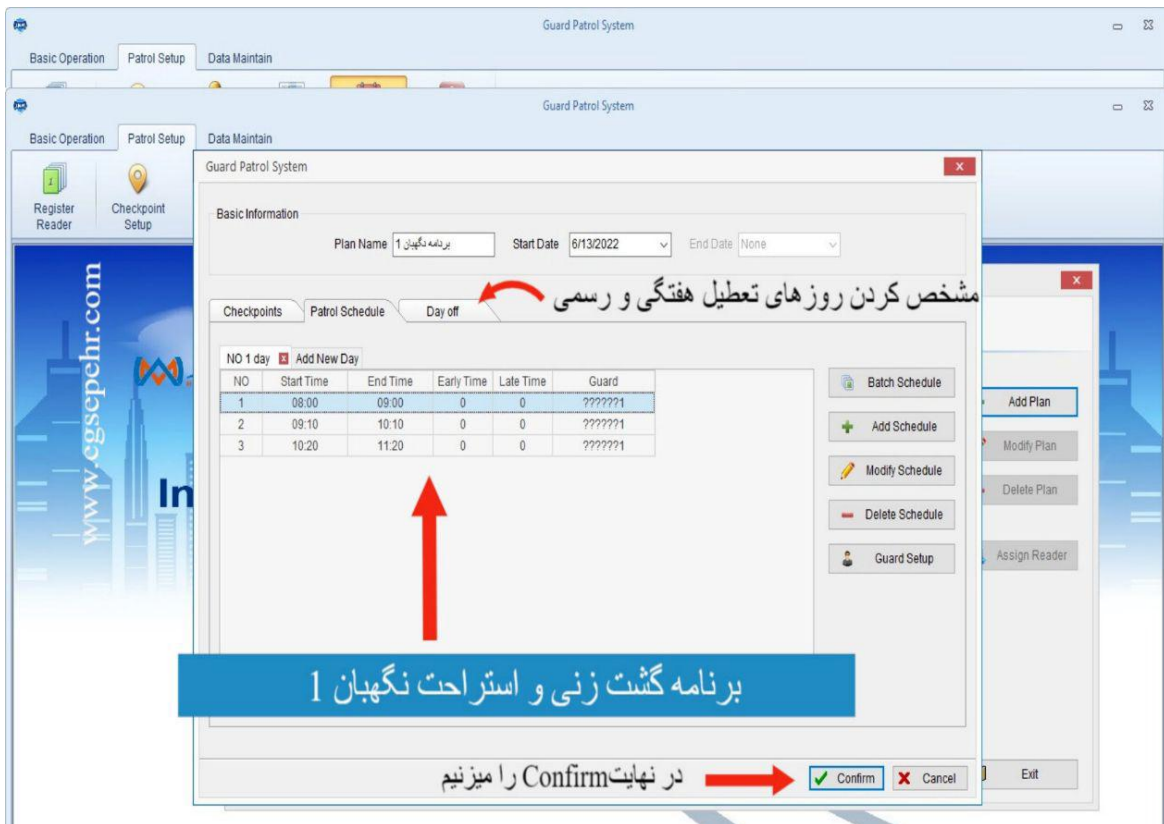 Guard Patrol System
Basic Operation Patrol Setup Data Maintain
Guard Patrol System
Basic Operation Patrol Setup Data Maintain
Register Reader
Checkpoint Setup
Guard Patrol System
Basic Information
Plan Name برنامه نگهبان 1 Start Date 6/13/2022 End Date None
مشخص کردن روزهای تعطیل هفتگی و رسمی
Checkpoints Patrol Schedule Day off
NO 1 day Add New Day
NO Start Time End Time Early Time Late Time Guard
1 08:00 09:00 0 0 ??????1
2 09:10 10:10 0 0 ??????1
3 10:20 11:20 0 0 ??????1
Batch Schedule
Add Schedule
Modify Schedule
Delete Schedule
Guard Setup
Add Plan
Modify Plan
Delete Plan
Assign Reader
www.egsepehr.com
In
برنامه گشت زنی و استراحت نگهبان 1
در نهایت Confirm را میزنیم
Confirm Cancel
Exit